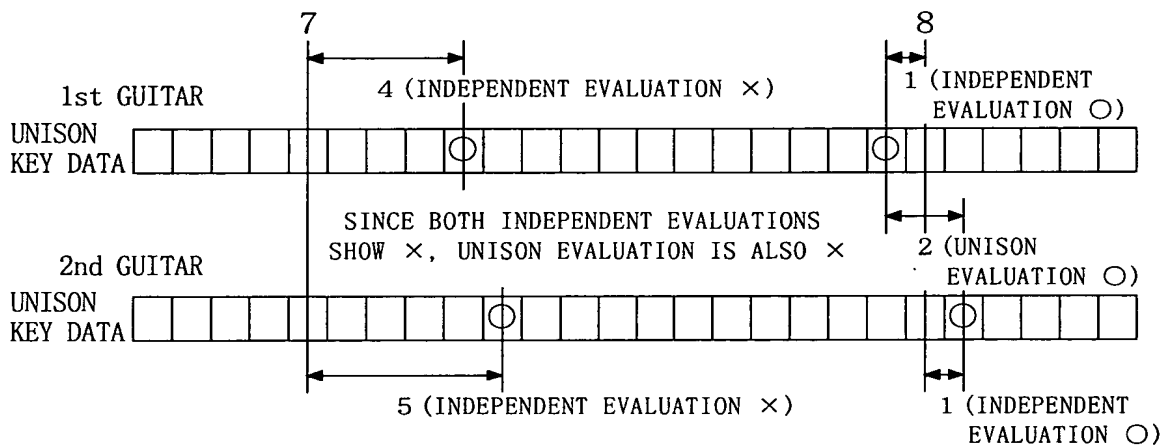 7
8
4 (INDEPENDENT EVALUATION ×)
1 (INDEPENDENT
EVALUATION ○)
1st GUITAR
UNISON
KEY DATA
○ ○
SINCE BOTH INDEPENDENT EVALUATIONS
SHOW ×, UNISON EVALUATION IS ALSO ×
2 (UNISON
EVALUATION ○)
2nd GUITAR
UNISON
KEY DATA
○ ○
5 (INDEPENDENT EVALUATION ×)
1 (INDEPENDENT
EVALUATION ○)